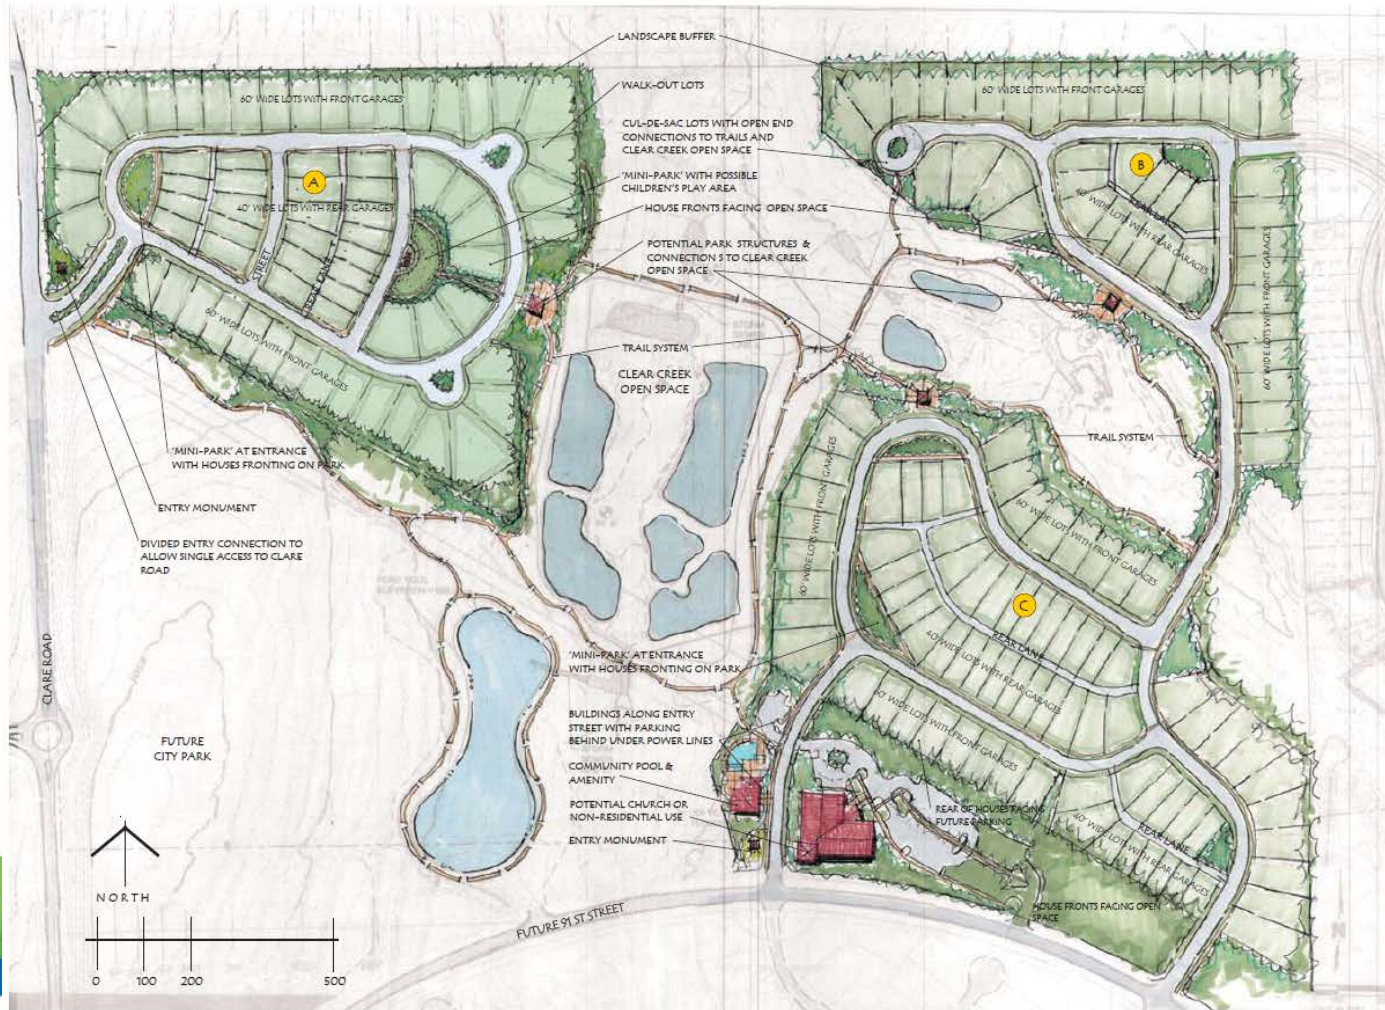 LANDSCAPE BUFFER
60' WIDE LOTS WITH FRONT GARAGES
60' WIDE LOTS WITH FRONT GARAGES
WALK-OUT LOTS
CUL-DE-SAC LOTS WITH OPEN END
CONNECTIONS TO TRAILS AND
CLEAR CREEK OPEN SPACE
B
'MINI-PARK' WITH POSSIBLE
CHILDREN'S PLAY AREA
A
40' WIDE LOTS WITH REAR GARAGES
HOUSE FRONTS FACING OPEN SPACE
40' WIDE LOTS WITH REAR GARAGES
REAR LANE
STREET
REAR LANE
POTENTIAL PARK STRUCTURES &
CONNECTION S TO CLEAR CREEK
OPEN SPACE
60' WIDE LOTS WITH FRONT GARAGES
60' WIDE LOTS WITH FRONT GARAGES
TRAIL SYSTEM
CLEAR CREEK
OPEN SPACE
TRAIL SYSTEM
'MINI-PARK' AT ENTRANCE
WITH HOUSES FRONTING ON PARK
60' WIDE LOTS WITH FRONT GARAGES
60' WIDE LOTS WITH FRONT GARAGES
ENTRY MONUMENT
DIVIDED ENTRY CONNECTION TO
ALLOW SINGLE ACCESS TO CLARE
ROAD
C
REAR LANE
40' WIDE LOTS WITH REAR GARAGES
CLARE ROAD
'MINI-PARK' AT ENTRANCE
WITH HOUSES FRONTING ON PARK
60' WIDE LOTS WITH FRONT GARAGES
FUTURE
CITY PARK
BUILDINGS ALONG ENTRY
STREET WITH PARKING
BEHIND UNDER POWER LINES
COMMUNITY POOL &
AMENITY
POTENTIAL CHURCH OR
NON-RESIDENTIAL USE
ENTRY MONUMENT
REAR OF HOUSES FACING
FUTURE PARKING
REAR LANE
40' WIDE LOTS WITH REAR GARAGES
HOUSE FRONTS FACING OPEN
SPACE
FUTURE 91 ST STREET
NORTH
0 100 200 500